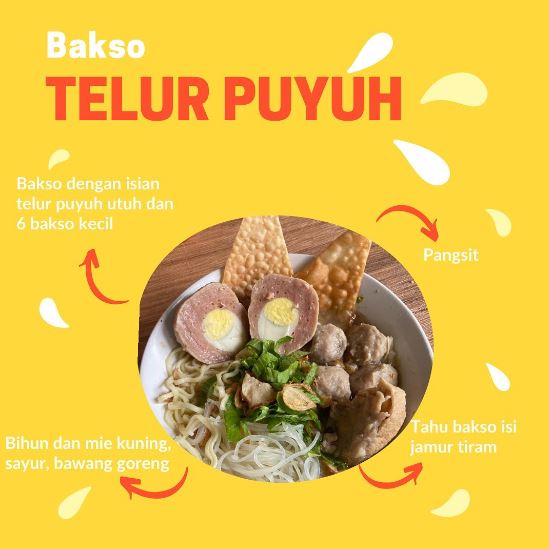 Bakso
TELUR PUYUH
Bakso dengan isian
telur puyuh utuh dan
6 bakso kecil
Pangsit
Tahu bakso isi
jamur tiram
Bihun dan mie kuning,
sayur, bawang goreng